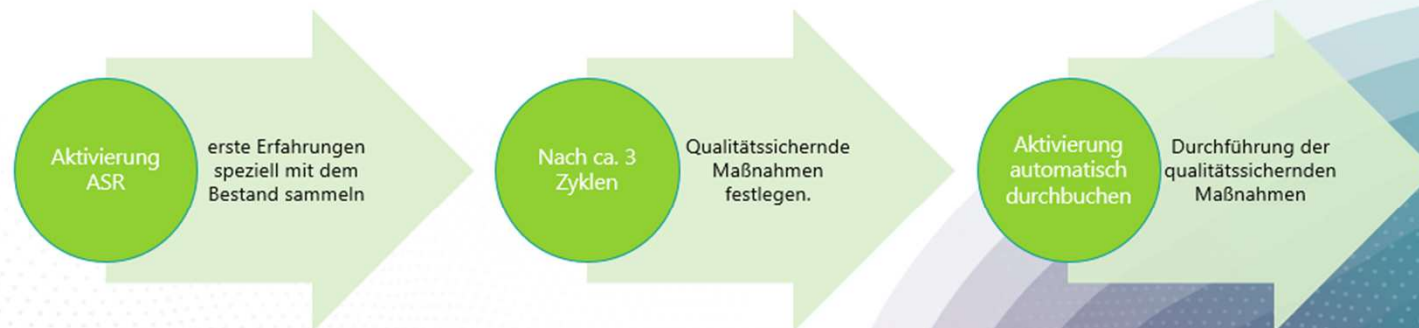 Aktivierung
ASR
erste Erfahrungen
speziell mit dem
Bestand sammeln
Nach ca. 3
Zyklen
Qualitätssichernde
Maßnahmen
festlegen.
Aktivierung
automatisch
durchbuchen
Durchführung der
qualitätssichernden
Maßnahmen